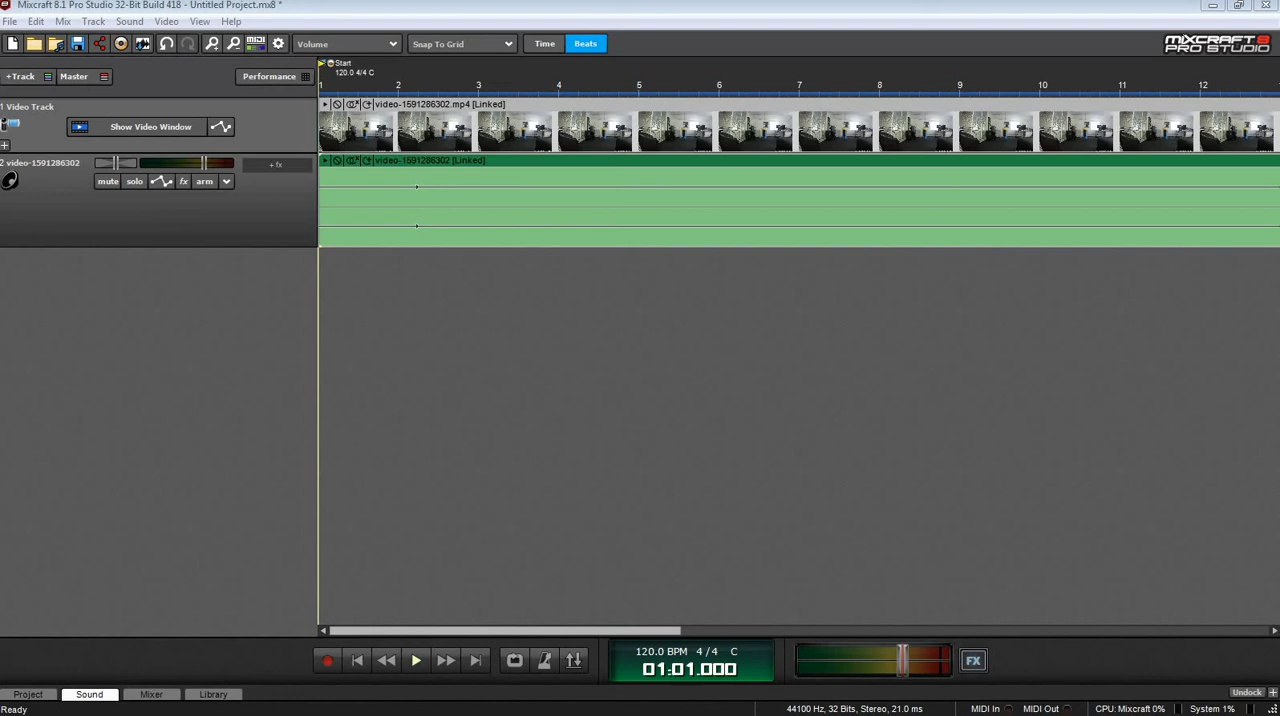 Mixcraft 8.1 Pro Studio 32-Bit Build 418 - Untitled Project.mx8 *
File Edit Mix Track Sound Video View Help
Volume Snap To Grid Time Beats MIXCRAFT 8 PRO STUDIO
+Track Master Performance
Start
120.0 4/4 C
1 2 3 4 5 6 7 8 9 10 11 12
1 Video Track
video-1591286302.mp4 [Linked]
Show Video Window
2 video-1591286302
+ fx
video-1591286302 [Linked]
mute solo fx arm
120.0 BPM 4/4 C
01:01.000
FX
Project Sound Mixer Library
Undock
Ready
44100 Hz, 32 Bits, Stereo, 21.0 ms MIDI In MIDI Out CPU: Mixcraft 0% System 1%